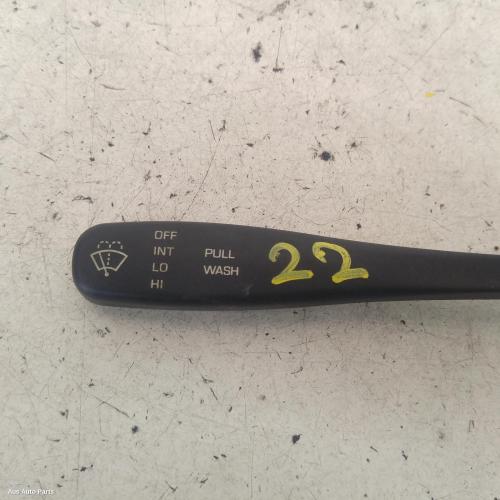 OFF
INT
LO
HI
PULL
WASH
22
Aus Auto Parts